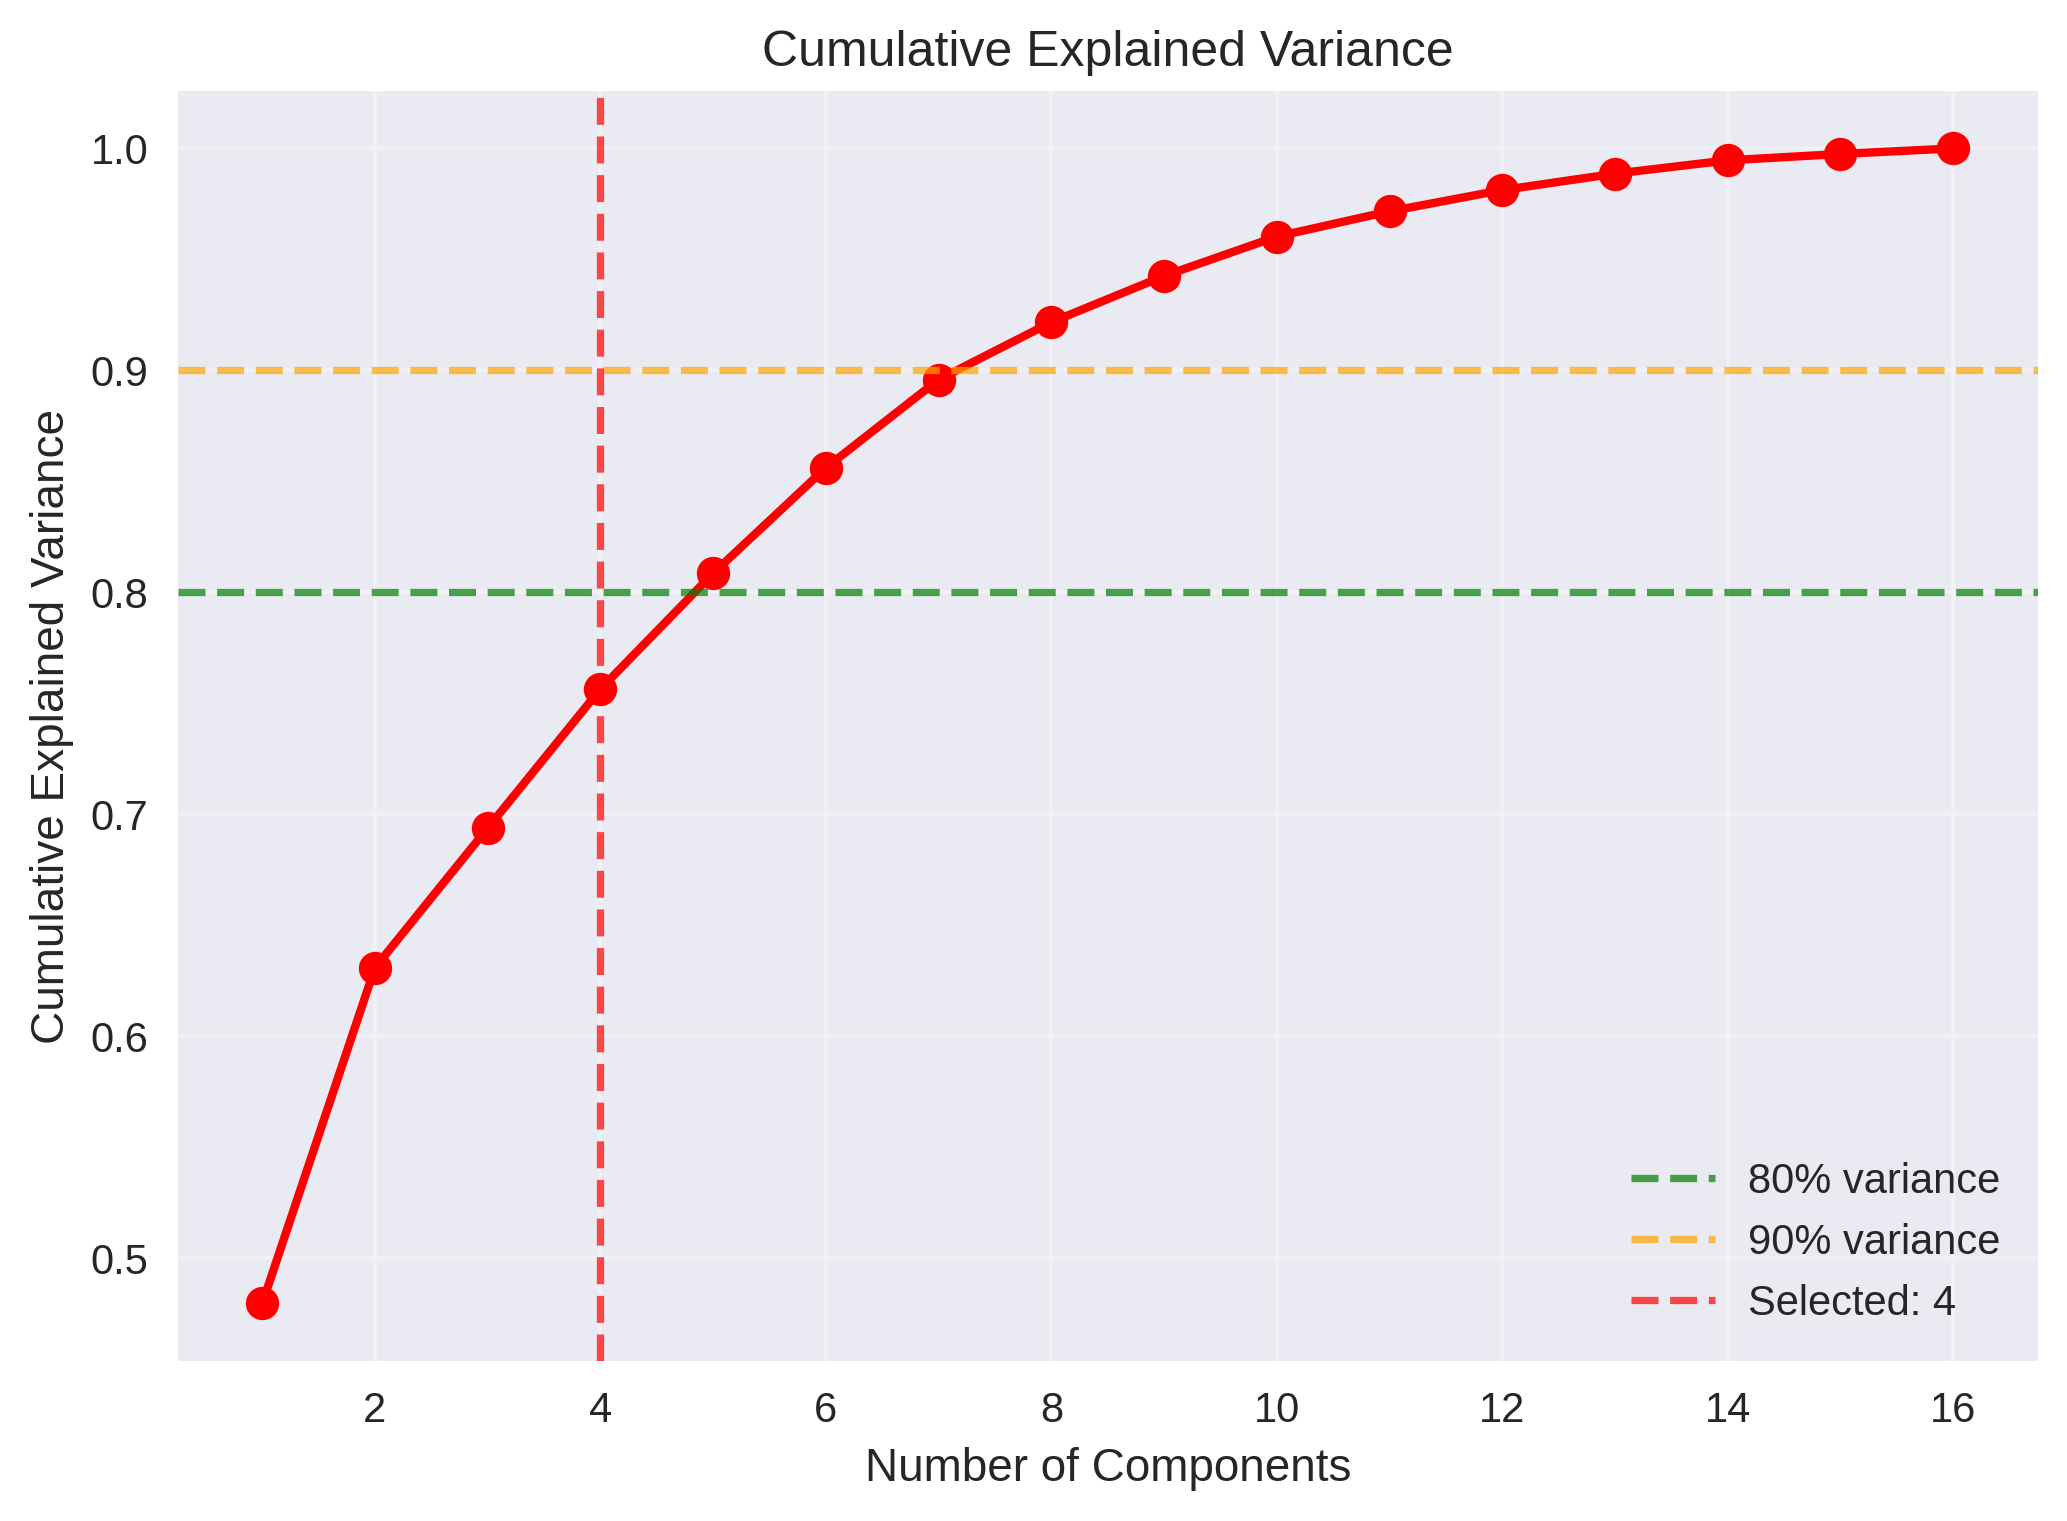 Cumulative Explained Variance
Cumulative Explained Variance
1.0
0.9
0.8
0.7
0.6
0.5
80% variance
90% variance
Selected: 4
2 4 6 8 10 12 14 16
Number of Components